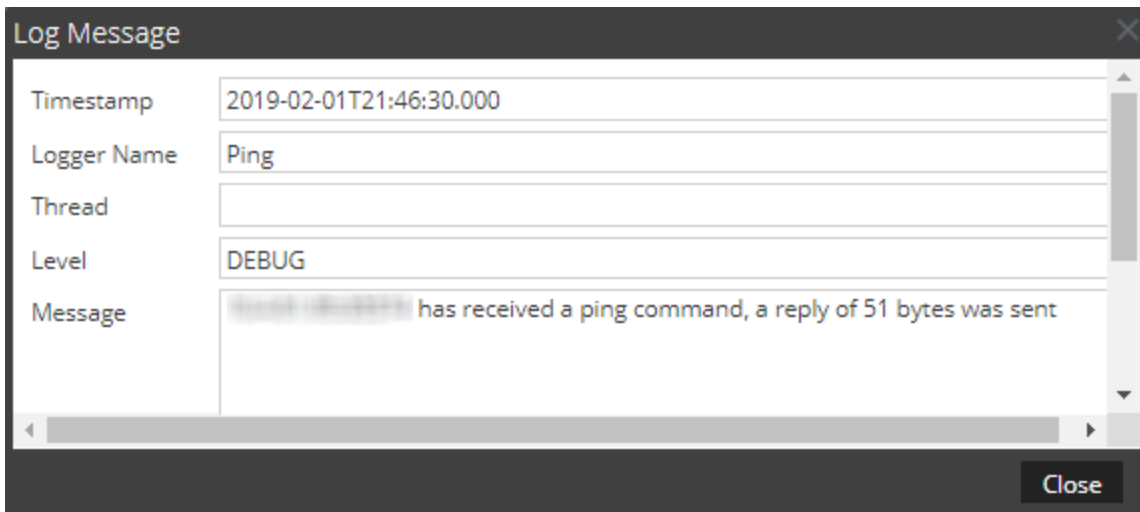 Log Message
Timestamp 2019-02-01T21:46:30.000
Logger Name Ping
Thread
Level DEBUG
Message has received a ping command, a reply of 51 bytes was sent
Close